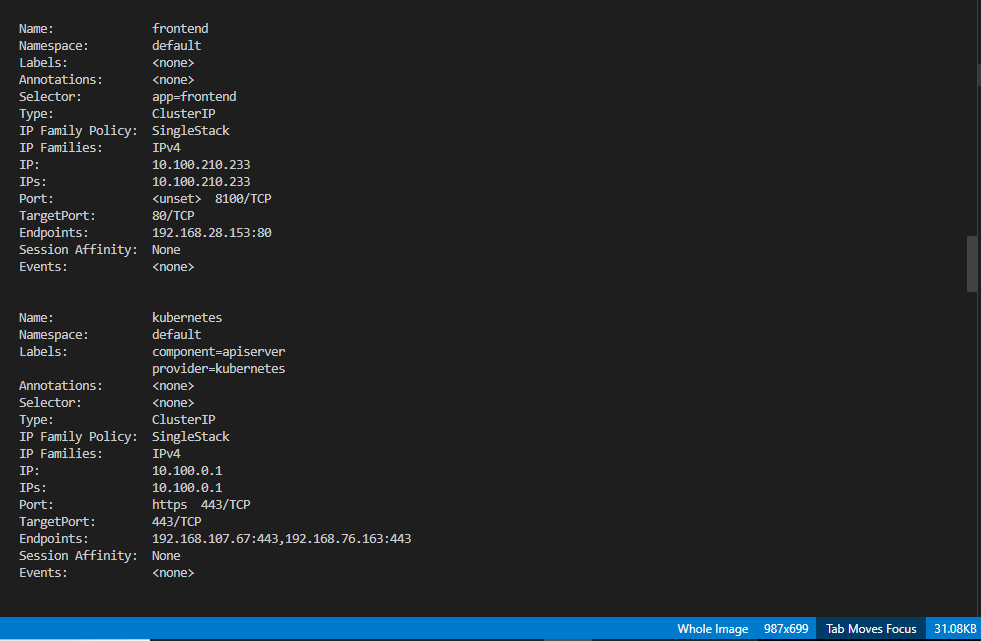 Name: frontend
Namespace: default
Labels: <none>
Annotations: <none>
Selector: app=frontend
Type: ClusterIP
IP Family Policy: SingleStack
IP Families: IPv4
IP: 10.100.210.233
IPs: 10.100.210.233
Port: <unset> 8100/TCP
TargetPort: 80/TCP
Endpoints: 192.168.28.153:80
Session Affinity: None
Events: <none>
Name: kubernetes
Namespace: default
Labels: component=apiserver
provider=kubernetes
Annotations: <none>
Selector: <none>
Type: ClusterIP
IP Family Policy: SingleStack
IP Families: IPv4
IP: 10.100.0.1
IPs: 10.100.0.1
Port: https 443/TCP
TargetPort: 443/TCP
Endpoints: 192.168.107.67:443,192.168.76.163:443
Session Affinity: None
Events: <none>
Whole Image 987x699 Tab Moves Focus 31.08KB